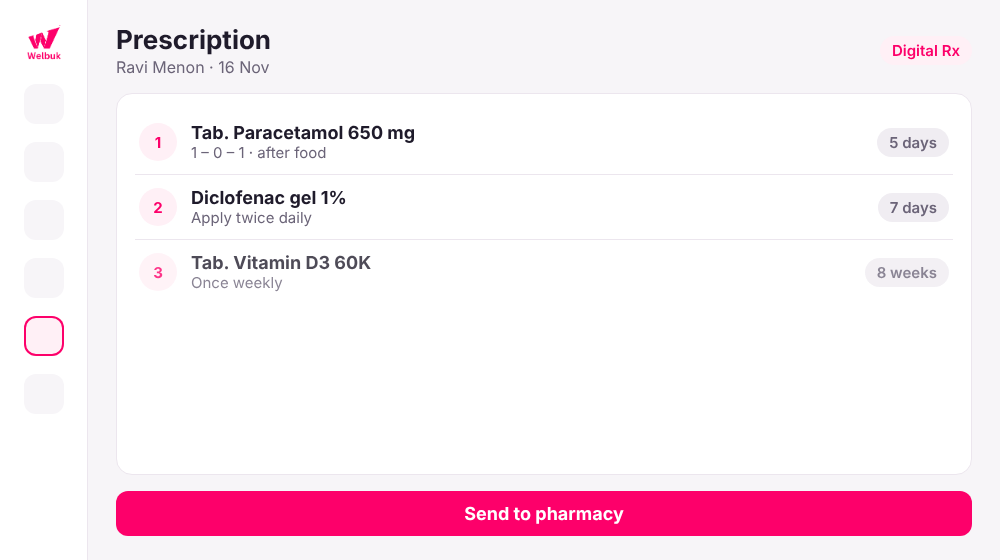 Welbuk
Prescription
Ravi Menon · 16 Nov
Digital Rx
1
Tab. Paracetamol 650 mg
1 – 0 – 1 · after food
5 days
2
Diclofenac gel 1%
Apply twice daily
7 days
3
Tab. Vitamin D3 60K
Once weekly
8 weeks
Send to pharmacy